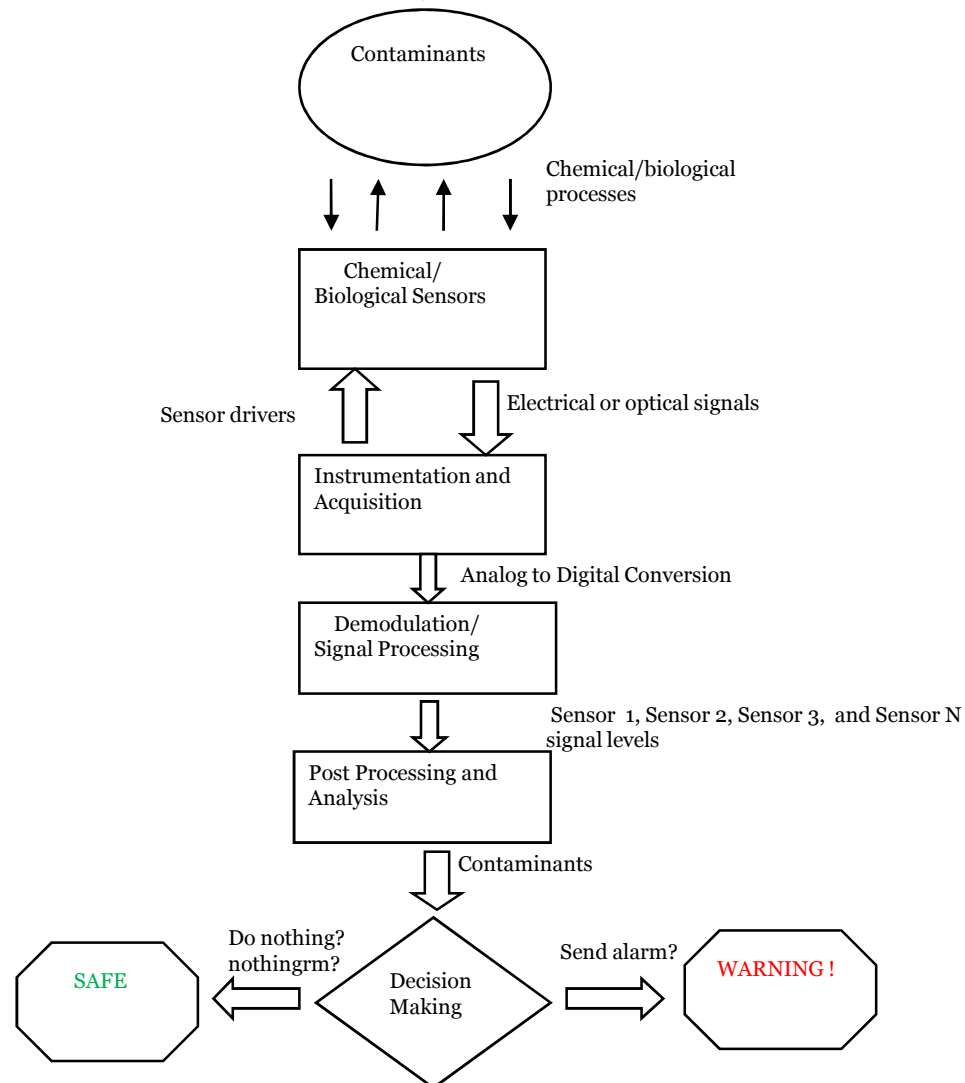 Contaminants
Chemical/biological
processes
Chemical/
Biological Sensors
Sensor drivers
Electrical or optical signals
Instrumentation and
Acquisition
Analog to Digital Conversion
Demodulation/
Signal Processing
Sensor 1, Sensor 2, Sensor 3, and Sensor N
signal levels
Post Processing and
Analysis
Contaminants
Do nothing?
nothingrm?
Send alarm?
SAFE
Decision
Making
WARNING !